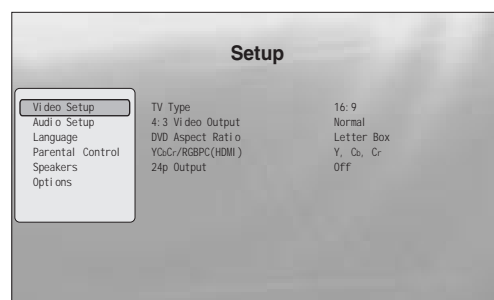 Setup
Video Setup
Audio Setup
Language
Parental Control
Speakers
Options
TV Type 16:9
4:3 Video Output Normal
DVD Aspect Ratio Letter Box
YCbCr/RGBPC(HDMI) Y, Cb, Cr
24p Output Off